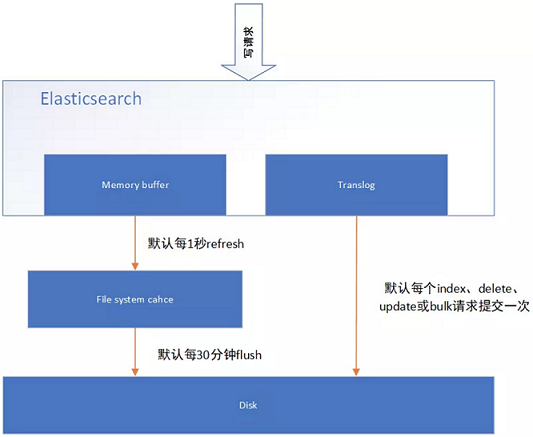 写请求
Elasticsearch
Memory buffer
Translog
默认每1秒refresh
File system cahce
默认每个index、delete、
update或bulk请求提交一次
默认每30分钟flush
Disk